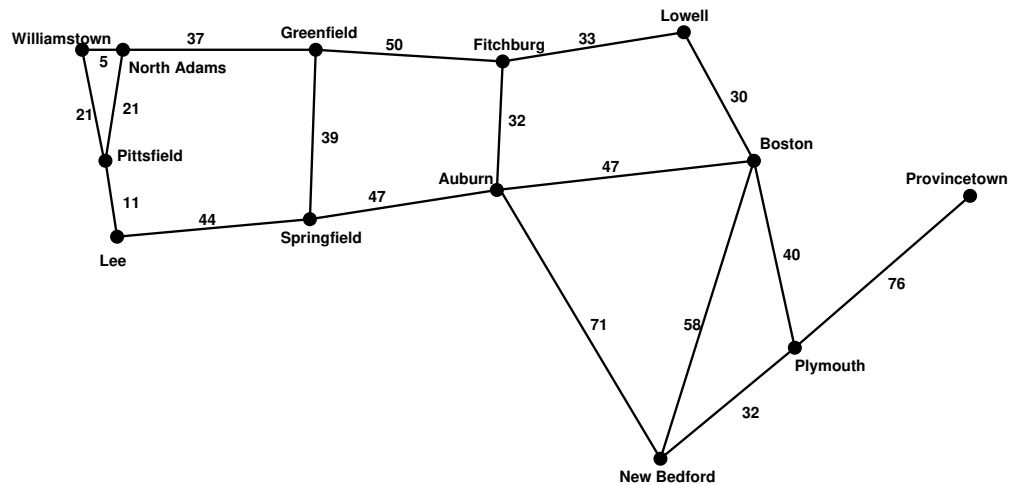 Lowell
Greenfield
Williamstown
37
50
Fitchburg
33
5
North Adams
30
21
21
32
39
Boston
Pittsfield
47
Auburn
Provincetown
47
11
44
Springfield
40
Lee
76
71
58
Plymouth
32
New Bedford